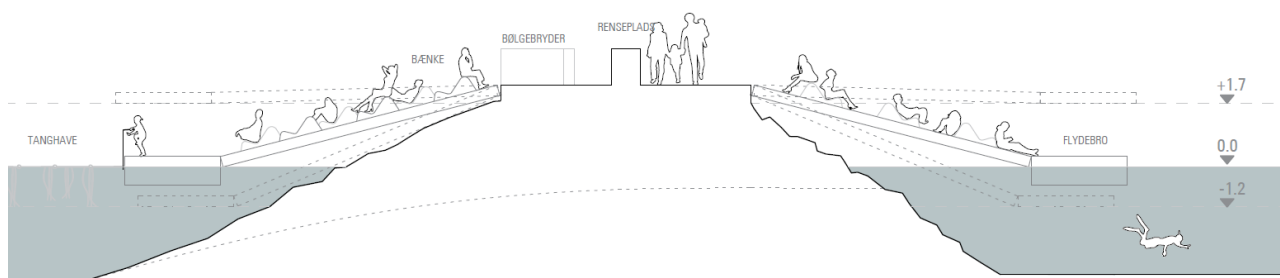 RENSEPLADS
BØLGEBRYDER
BÆNKE
+1.7
TANGHAVE
FLYDEBRO
0.0
-1.2